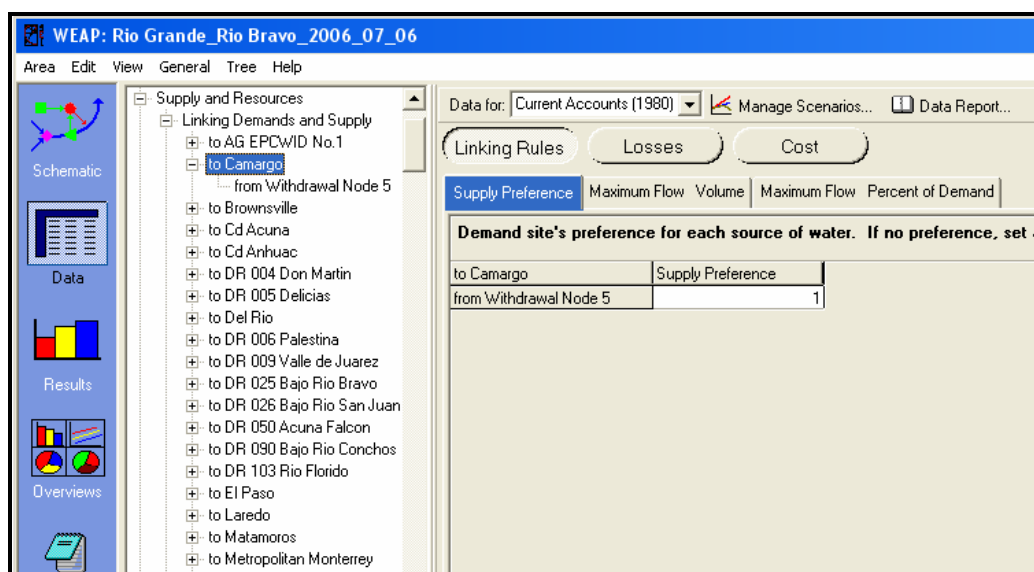 WEAP: Rio Grande_Rio Bravo_2006_07_06
Area Edit View General Tree Help
Schematic
Data
Results
Overviews
Supply and Resources
Linking Demands and Supply
to AG EPCWID No.1
to Camargo
from Withdrawal Node 5
to Brownsville
to Cd Acuna
to Cd Anhuac
to DR 004 Don Martin
to DR 005 Delicias
to Del Rio
to DR 006 Palestina
to DR 009 Valle de Juarez
to DR 025 Bajo Rio Bravo
to DR 026 Bajo Rio San Juan
to DR 050 Acuna Falcon
to DR 090 Bajo Rio Conchos
to DR 103 Rio Florido
to El Paso
to Laredo
to Matamoros
to Metropolitan Monterrey
Data for: Current Accounts (1980) Manage Scenarios... Data Report...
Linking Rules Losses Cost
Supply Preference Maximum Flow Volume Maximum Flow Percent of Demand
Demand site's preference for each source of water. If no preference, set
to Camargo Supply Preference
from Withdrawal Node 5 1